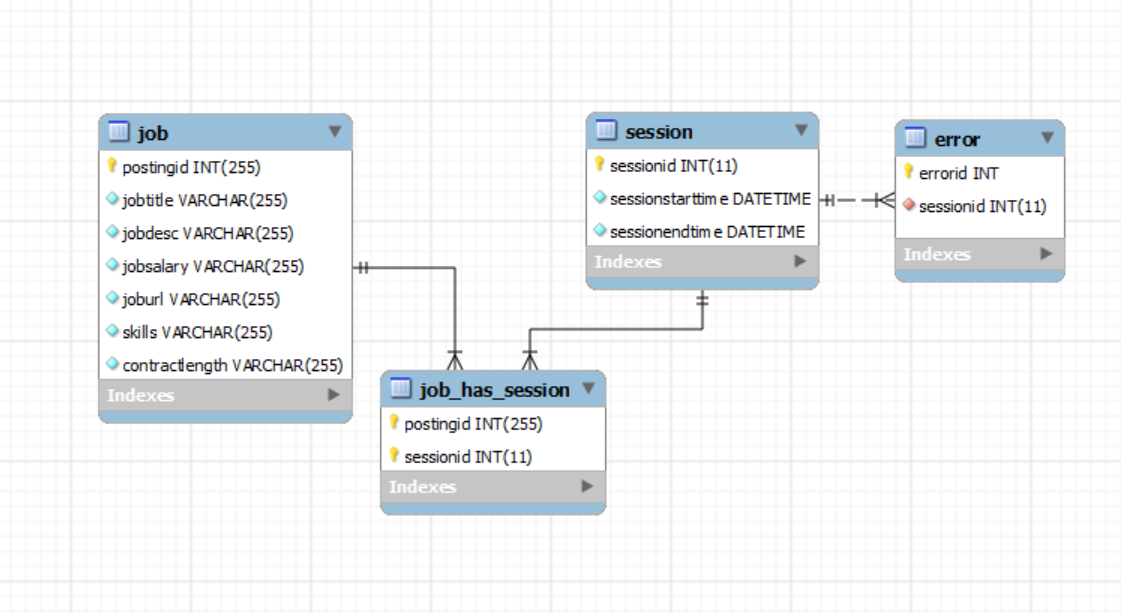 job
postingid INT(255)
jobtitle VARCHAR(255)
jobdesc VARCHAR(255)
jobsalary VARCHAR(255)
joburl VARCHAR(255)
skills VARCHAR(255)
contractlength VARCHAR(255)
Indexes
session
sessionid INT(11)
sessionstarttime DATETIME
sessionendtime DATETIME
Indexes
error
errorid INT
sessionid INT(11)
Indexes
job_has_session
postingid INT(255)
sessionid INT(11)
Indexes